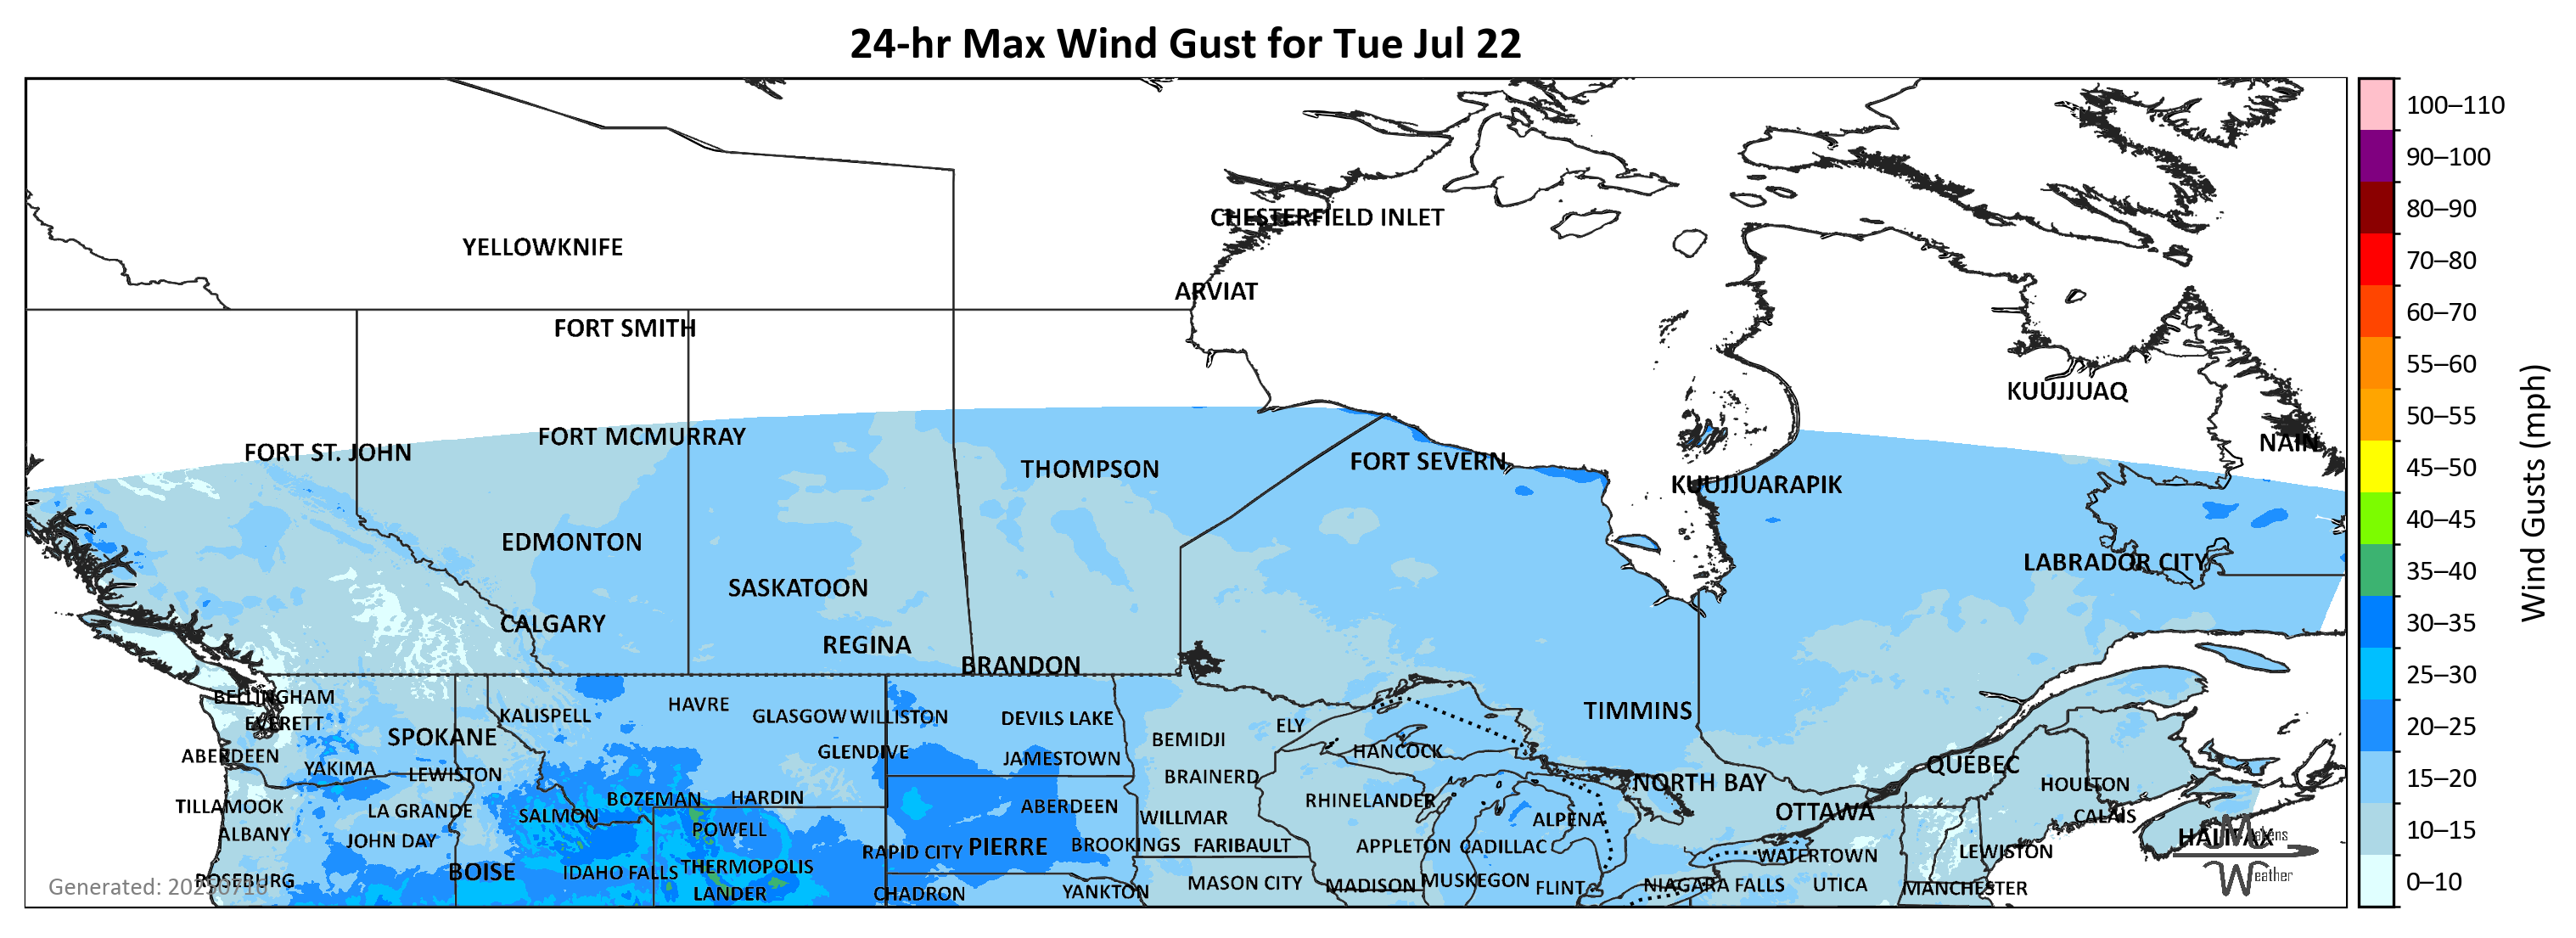 24-hr Max Wind Gust for Tue Jul 22
100–110
90–100
80–90
CHESTERFIELD INLET
YELLOWKNIFE
70–80
ARVIAT
60–70
FORT SMITH
55–60
KUUJJUAQ
50–55
FORT MCMURRAY
NAIN
FORT ST. JOHN
45–50
FORT SEVERN
THOMPSON
KUUJJUARAPIK
40–45
Wind Gusts (mph)
EDMONTON
LABRADOR CITY
35–40
SASKATOON
CALGARY
30–35
REGINA
BRANDON
25–30
BELLINGHAM
HAVRE
TIMMINS
KALISPELL
GLASGOW
WILLISTON
DEVILS LAKE
EVERETT
ELY
20–25
SPOKANE
BEMIDJI
HANCOCK
GLENDIVE
ABERDEEN
JAMESTOWN
QUEBEC
YAKIMA
LEWISTON
BRAINERD
15–20
NORTH BAY
HOULTON
BOZEMAN
HARDIN
RHINELANDER
TILLAMOOK
LA GRANDE
ABERDEEN
OTTAWA
SALMON
WILLMAR
ALPENA
CALAIS
10–15
ALBANY
POWELL
HALIFAX
Makens
JOHN DAY
RAPID CITY
PIERRE
BROOKINGS
FARIBAULT
APPLETON
CADILLAC
WATERTOWN
LEWISTON
BOISE
IDAHO FALLS
THERMOPOLIS
Weather
ROSEBURG
MASON CITY
MADISON
MUSKEGON
0–10
Generated: 20250716
LANDER
CHADRON
YANKTON
FLINT
NIAGARA FALLS
UTICA
MANCHESTER